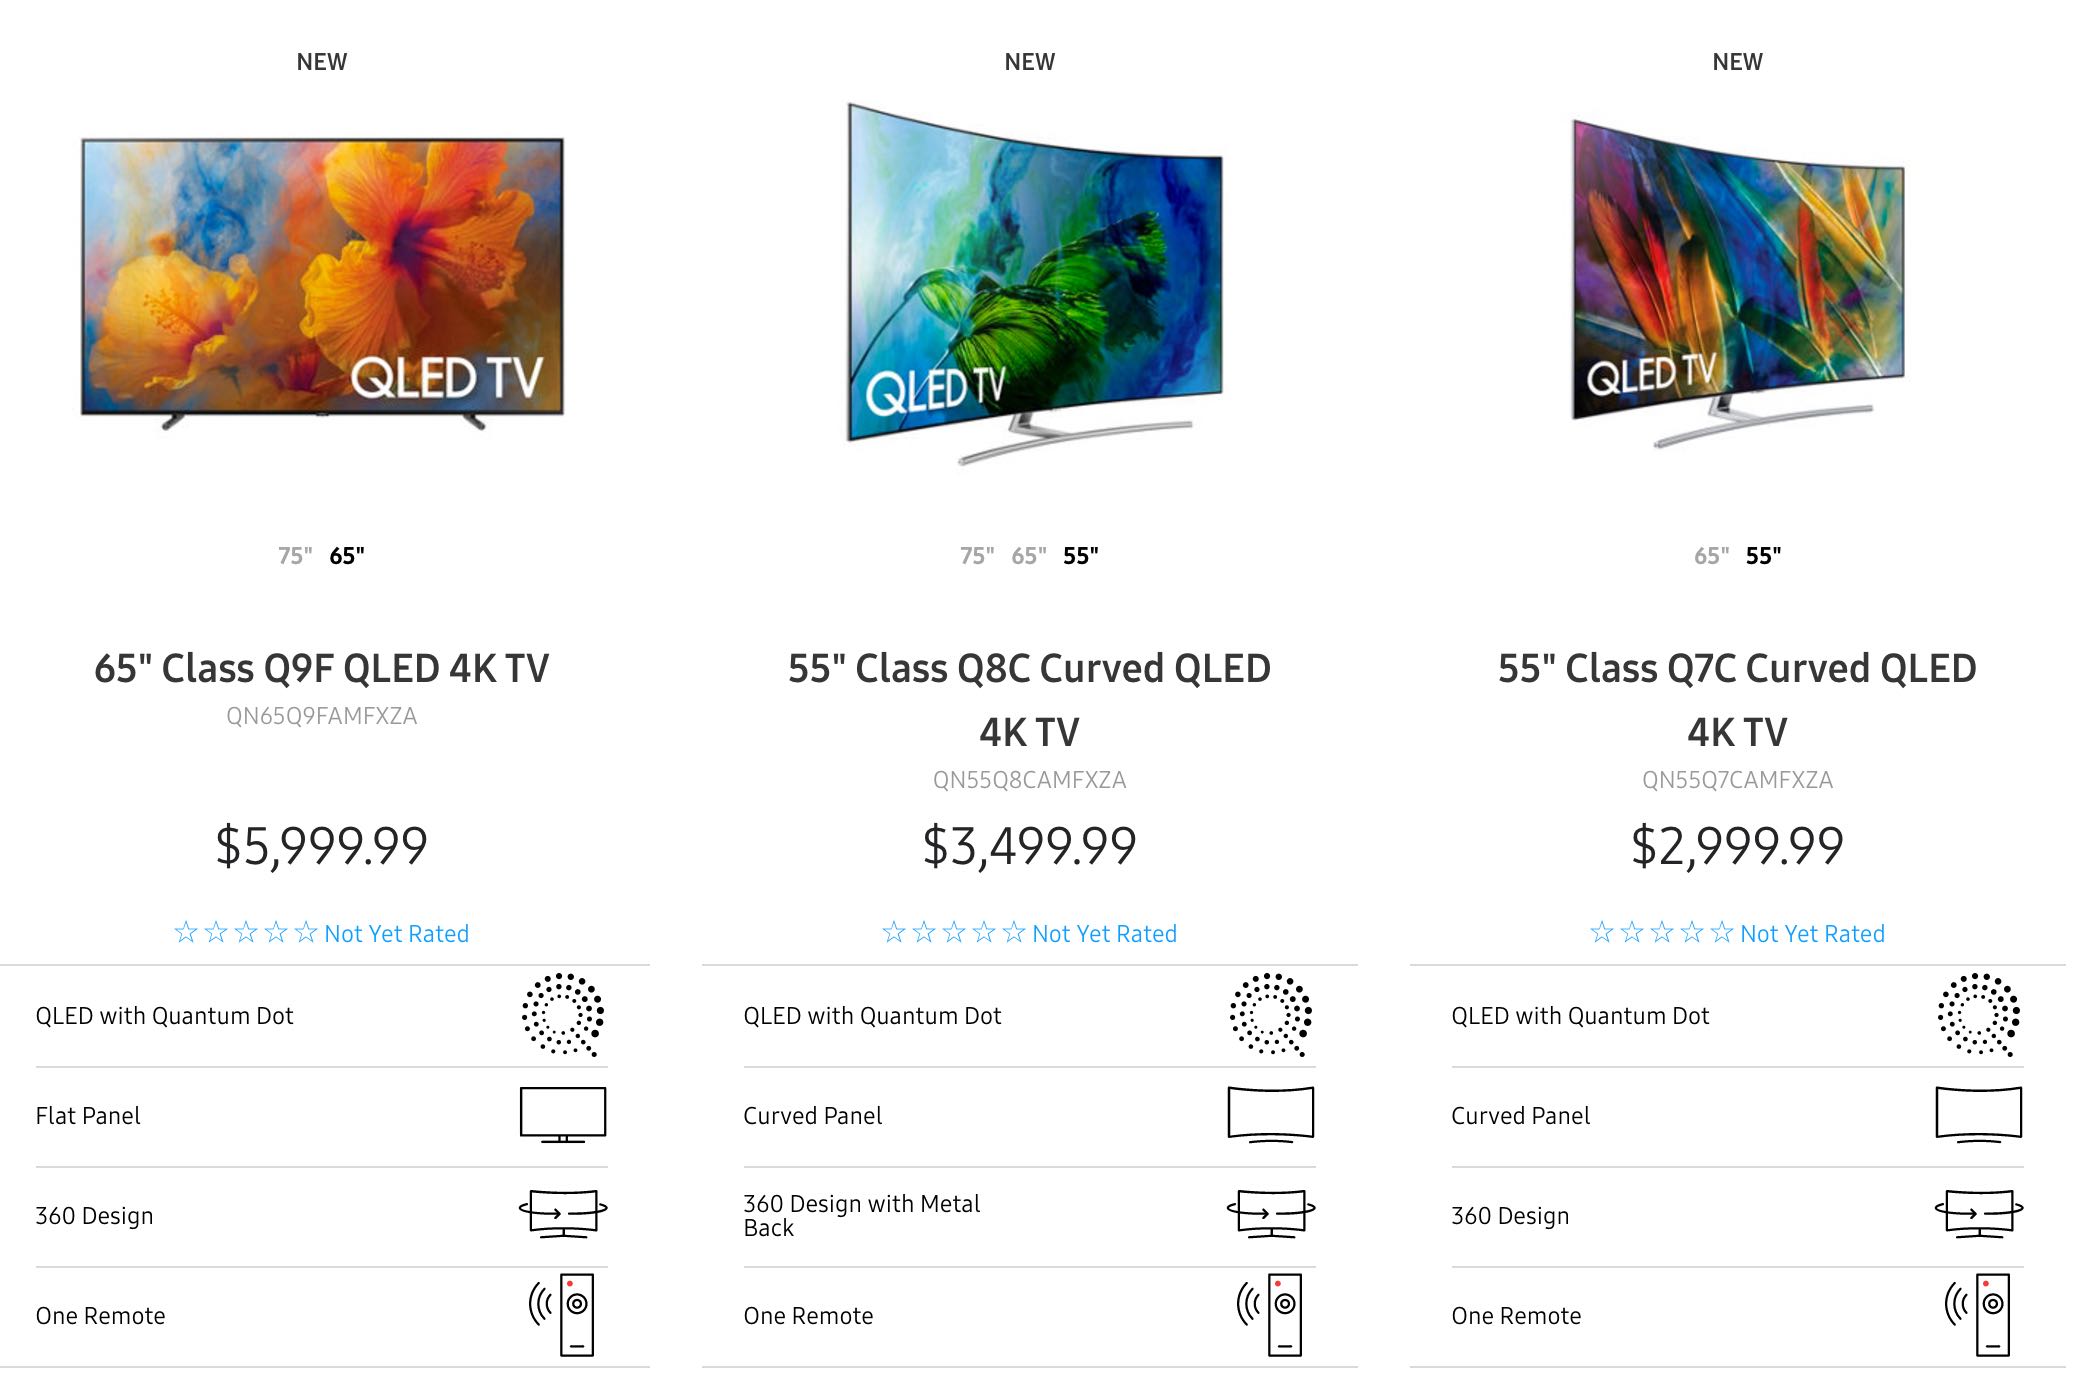 NEW
QLED TV
75" 65"
65" Class Q9F QLED 4K TV
QN65Q9FAMFXZA
$5,999.99
Not Yet Rated
QLED with Quantum Dot
Flat Panel
360 Design
One Remote
NEW
QLED TV
75" 65" 55"
55" Class Q8C Curved QLED
4K TV
QN55Q8CAMFXZA
$3,499.99
Not Yet Rated
QLED with Quantum Dot
Curved Panel
360 Design with Metal
Back
One Remote
NEW
QLED TV
65" 55"
55" Class Q7C Curved QLED
4K TV
QN55Q7CAMFXZA
$2,999.99
Not Yet Rated
QLED with Quantum Dot
Curved Panel
360 Design
One Remote